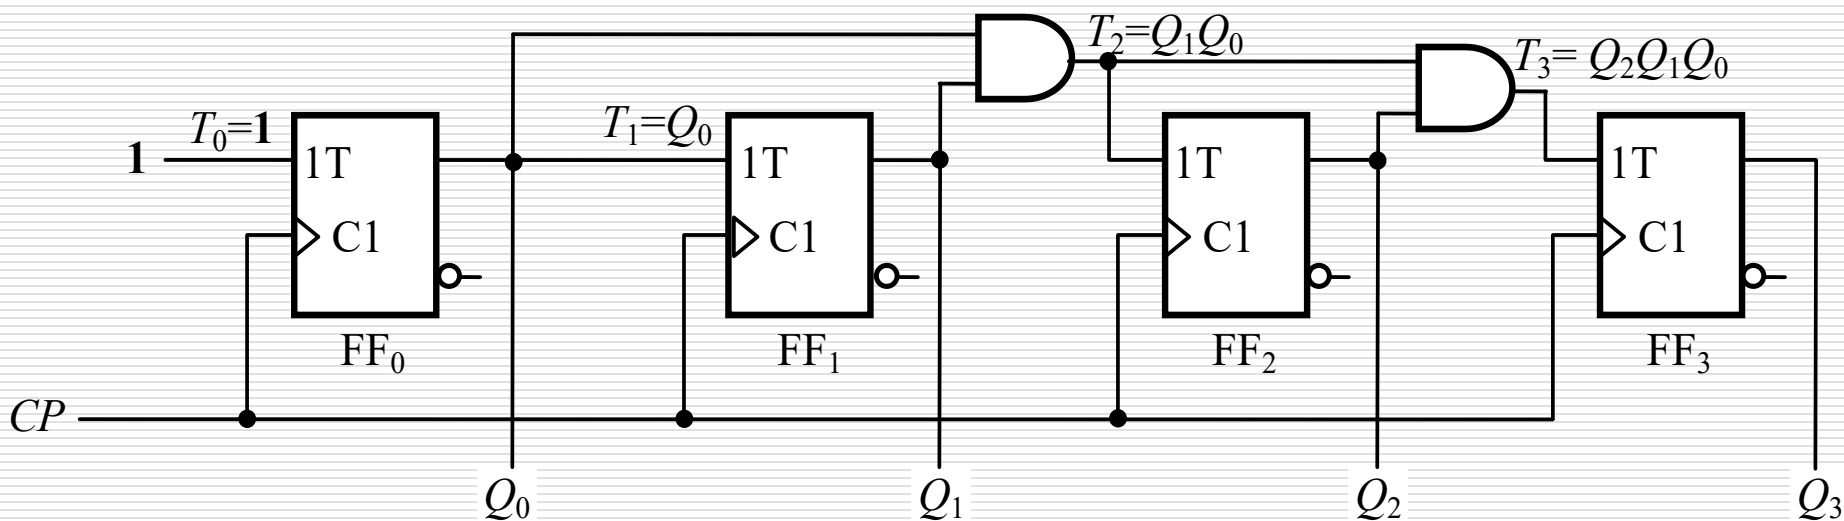 T₂=Q₁Q₀
T₃= Q₂Q₁Q₀
T₀=1
T₁=Q₀
1
1T
1T
1T
1T
C1
C1
C1
C1
FF₀
FF₁
FF₂
FF₃
CP
Q₀
Q₁
Q₂
Q₃